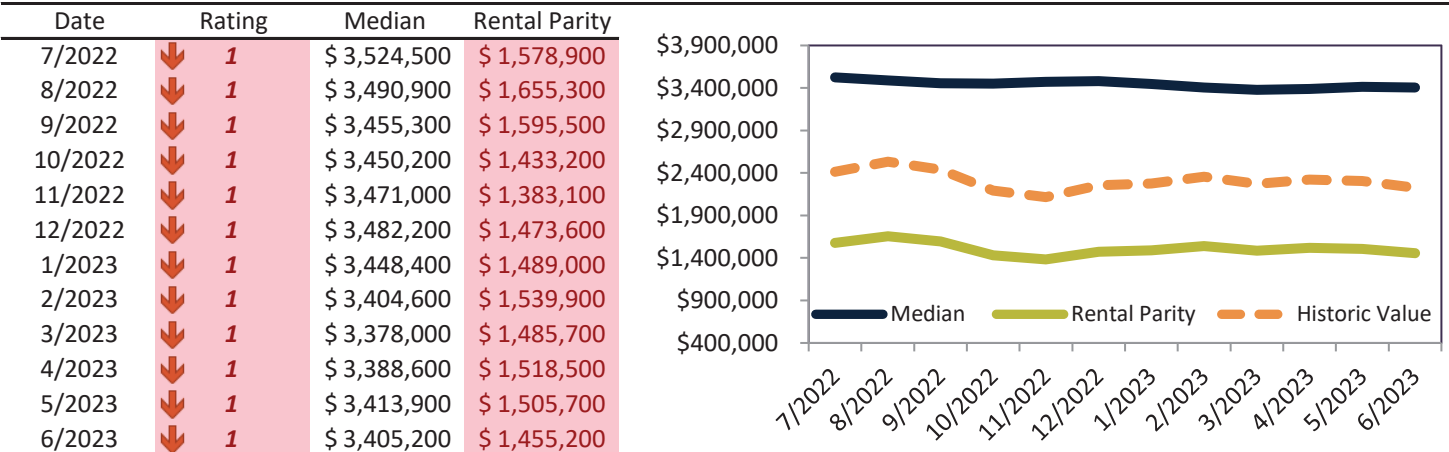 Date Rating Median Rental Parity
7/2022 1 $ 3,524,500 $ 1,578,900
8/2022 1 $ 3,490,900 $ 1,655,300
9/2022 1 $ 3,455,300 $ 1,595,500
10/2022 1 $ 3,450,200 $ 1,433,200
11/2022 1 $ 3,471,000 $ 1,383,100
12/2022 1 $ 3,482,200 $ 1,473,600
1/2023 1 $ 3,448,400 $ 1,489,000
2/2023 1 $ 3,404,600 $ 1,539,900
3/2023 1 $ 3,378,000 $ 1,485,700
4/2023 1 $ 3,388,600 $ 1,518,500
5/2023 1 $ 3,413,900 $ 1,505,700
6/2023 1 $ 3,405,200 $ 1,455,200
$3,900,000
$3,400,000
$2,900,000
$2,400,000
$1,900,000
$1,400,000
$900,000
$400,000
Median Rental Parity Historic Value
7/2022 8/2022 9/2022 10/2022 11/2022 12/2022 1/2023 2/2023 3/2023 4/2023 5/2023 6/2023